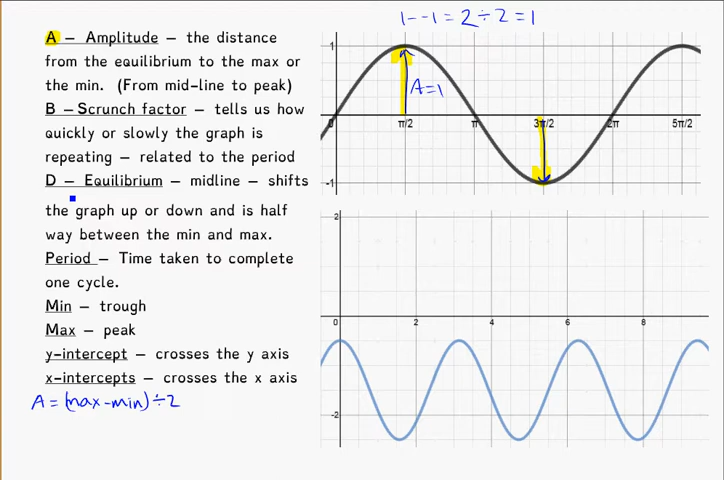 1--1 = 2 ÷ 2 = 1
A – Amplitude – the distance
from the equilibrium to the max or
the min. (From mid-line to peak)
B – Scrunch factor – tells us how
quickly or slowly the graph is
repeating – related to the period
D – Equilibrium – midline – shifts
the graph up or down and is half
way between the min and max.
Period – Time taken to complete
one cycle.
Min – trough
Max – peak
y-intercept – crosses the y axis
x-intercepts – crosses the x axis
A = (max - min) ÷ 2
1
A=1
0 π/2 π 3π/2 2π 5π/2
-1
2
0 2 4 6 8
-2